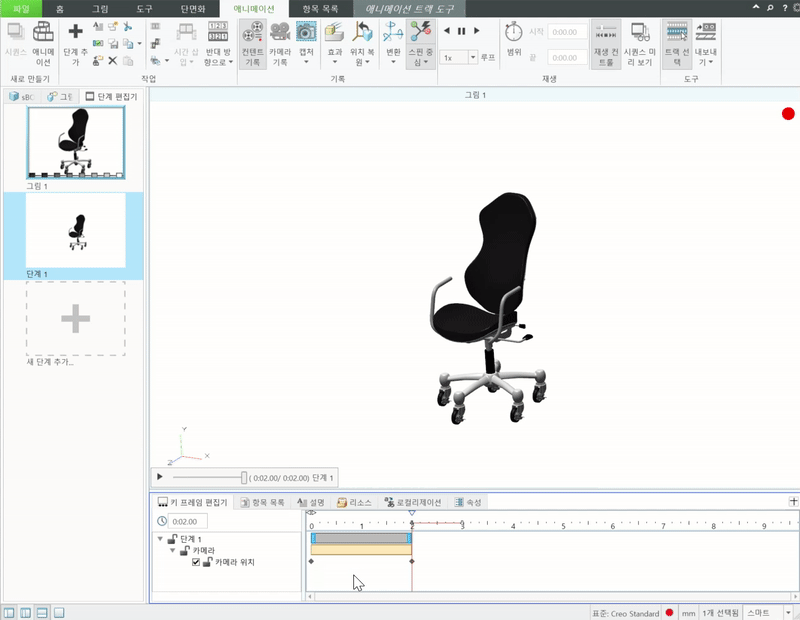 파일 홈 그림 도구 단면화 애니메이션 항목 목록 애니메이션 트랙 도구
시퀀스 애니메이션
단계 추가
시간 삽입
반대 방향으로
컨텐트 기록
카메라 기록
캡처
효과
위치 복원
변환
스핀 중심
1x 루프
범위
시작 0:00.00
끝 0:00.00
재생 컨트롤
시퀀스 미리 보기
트랙 선택
내보내기
새로 만들기 작업 기록 재생 도구
sBC 그림 단계 편집기
그림 1
그림 1
단계 1
새 단계 추가...
Y
X
Z
( 0:02.00/ 0:02.00) 단계 1
키 프레임 편집기 항목 목록 설명 리소스 로컬리제이션 속성
0:02.00
0 1 2 3 4 5 6 7 8 9
단계 1
카메라
카메라 위치
표준: Creo Standard mm 1개 선택됨 스마트